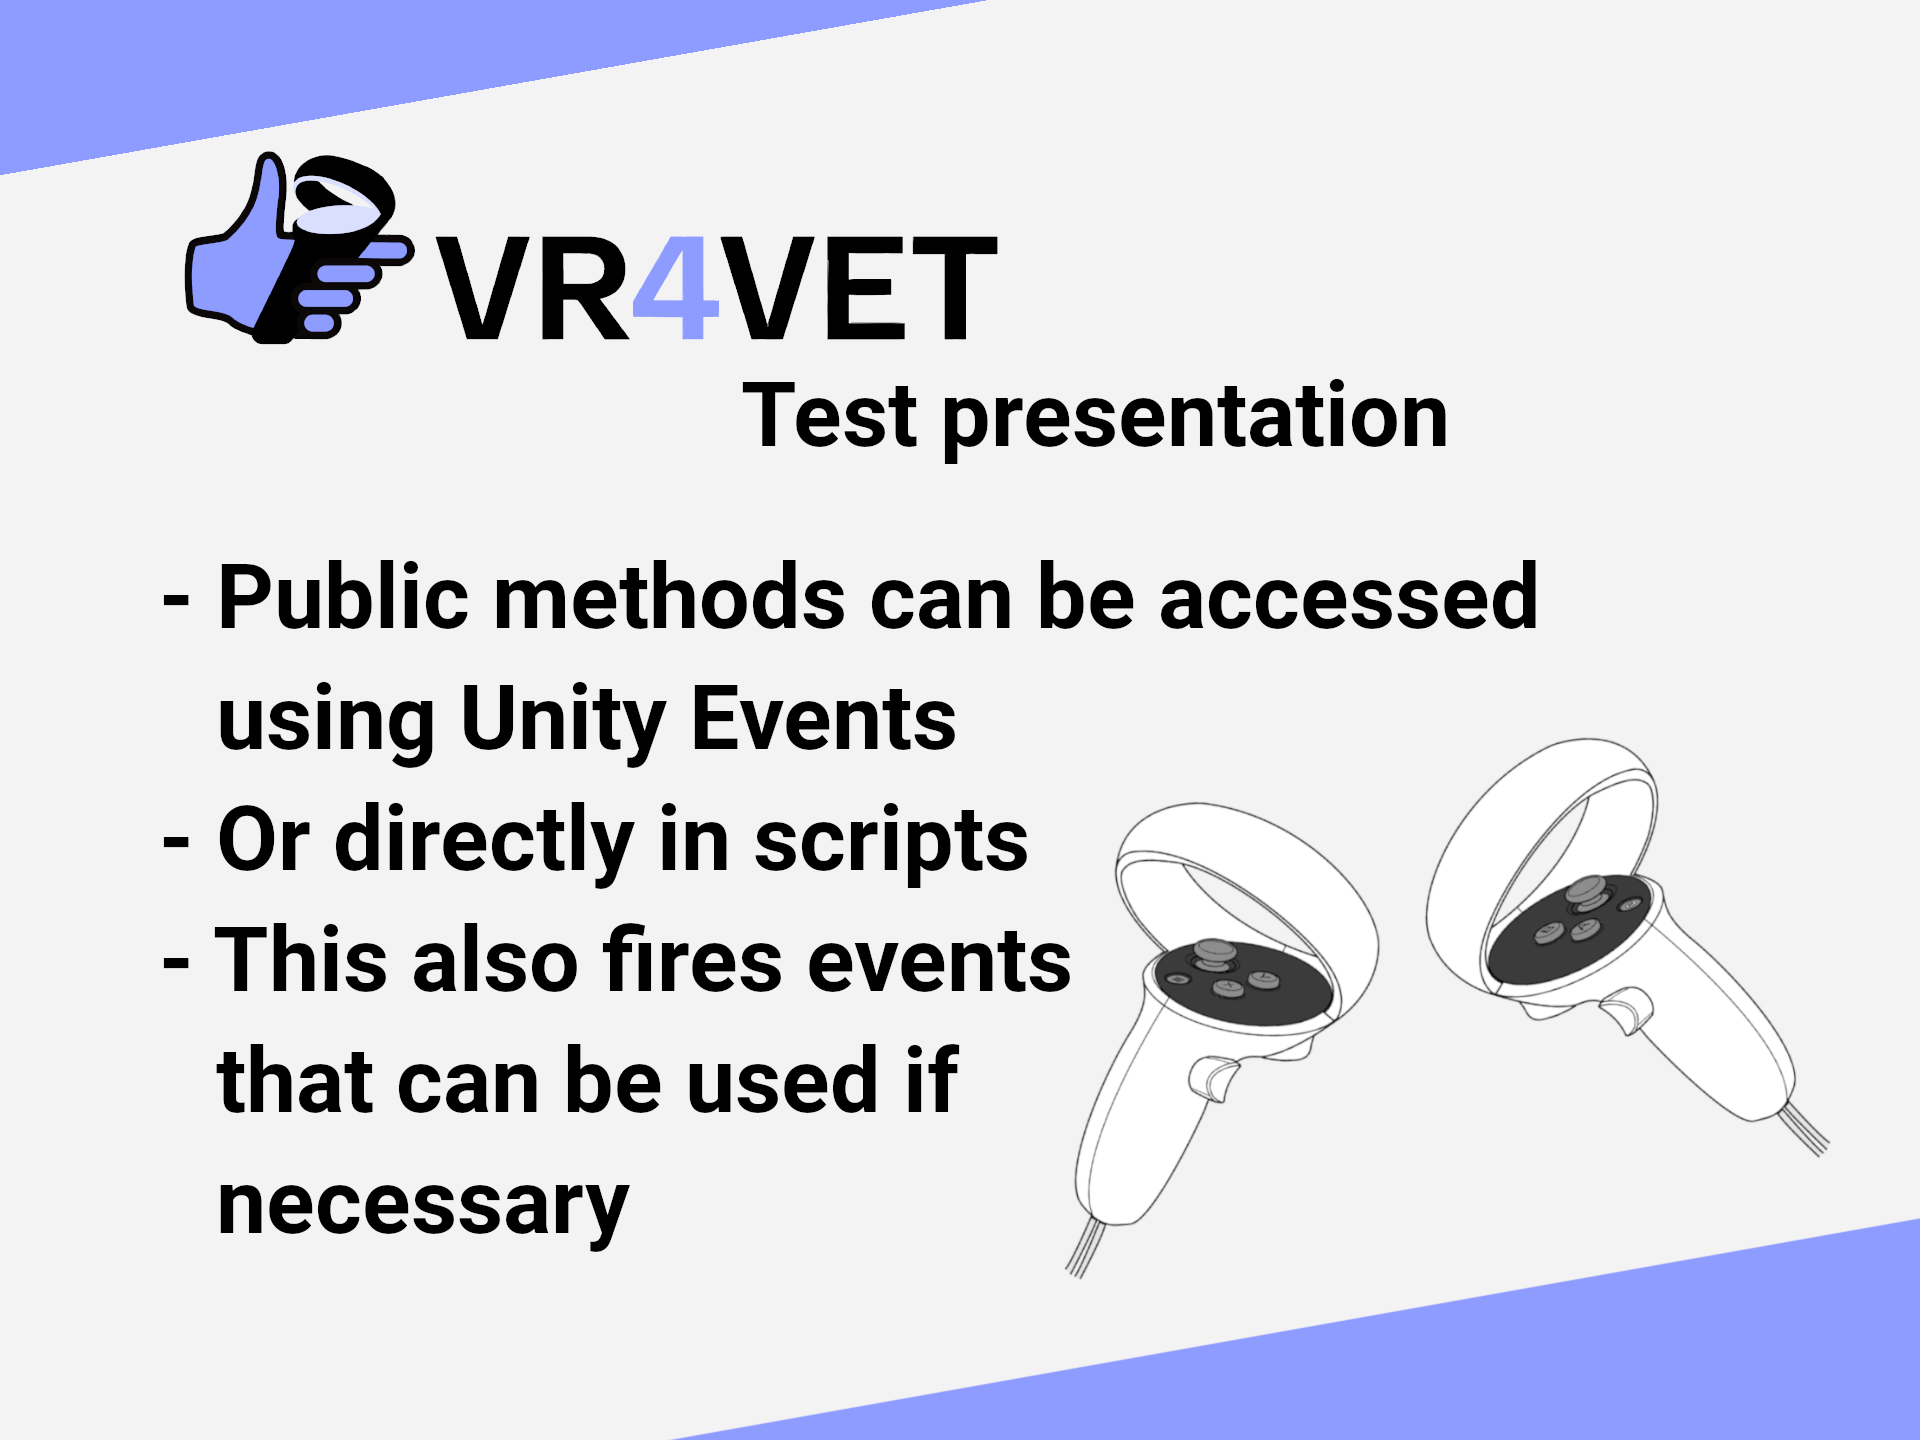 VR4VET
Test presentation
- Public methods can be accessed
using Unity Events
- Or directly in scripts
- This also fires events
that can be used if
necessary